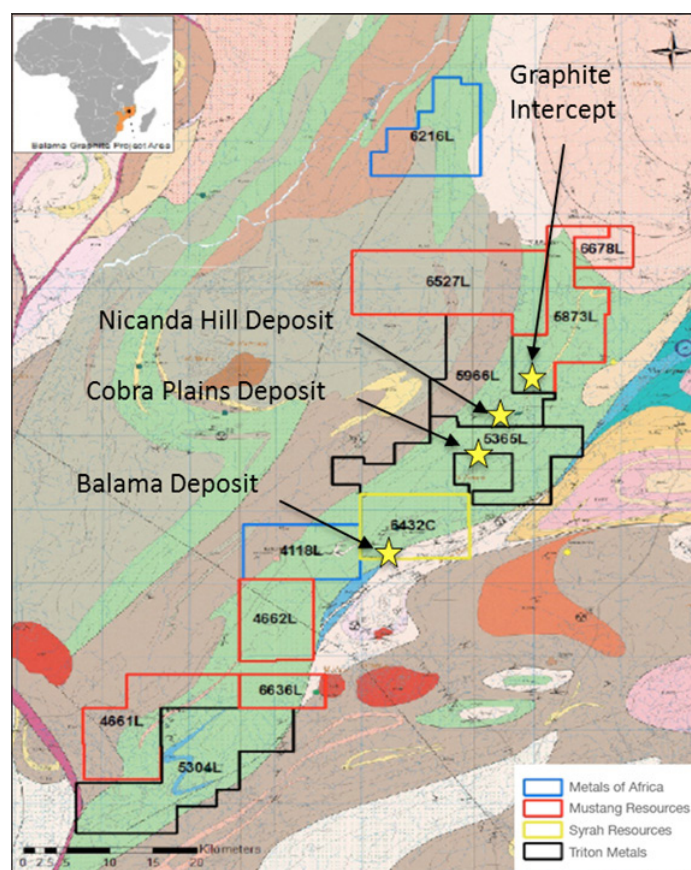 Balama Graphite Project Area
N
Graphite
Intercept
6216L
6678L
6527L
5873L
Nicanda Hill Deposit
5966L
Cobra Plains Deposit
5365L
Balama Deposit
6432C
4118L
4662L
6636L
4661L
5304L
Metals of Africa
Mustang Resources
Syrah Resources
Triton Metals
Kilometers
0 2.5 5 10 15 20